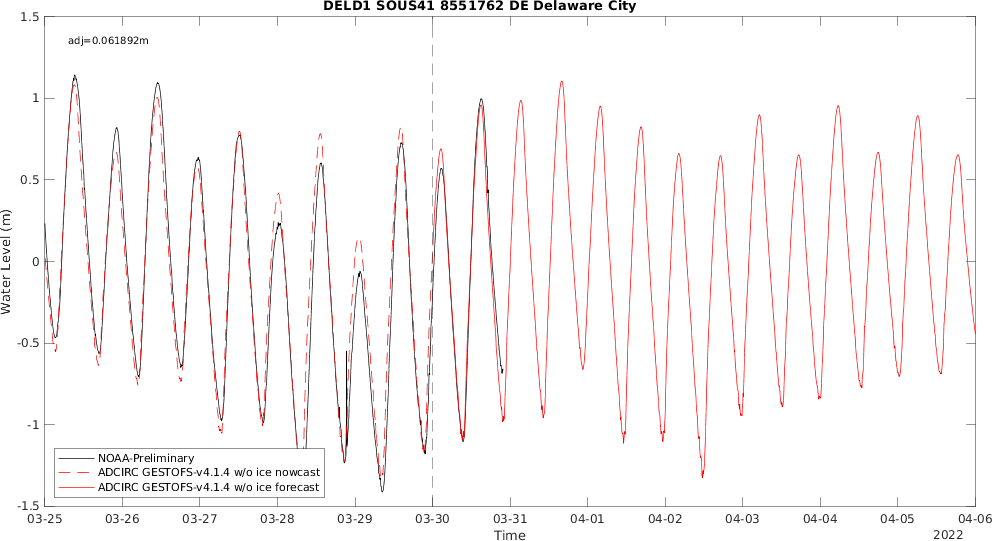 DELD1 SOUS41 8551762 DE Delaware City
adj=0.061892m
1.5
1
0.5
0
-0.5
-1
-1.5
Water Level (m)
NOAA-Preliminary
ADCIRC GESTOFS-v4.1.4 w/o ice nowcast
ADCIRC GESTOFS-v4.1.4 w/o ice forecast
03-25 03-26 03-27 03-28 03-29 03-30 03-31 04-01 04-02 04-03 04-04 04-05 04-06
Time
2022